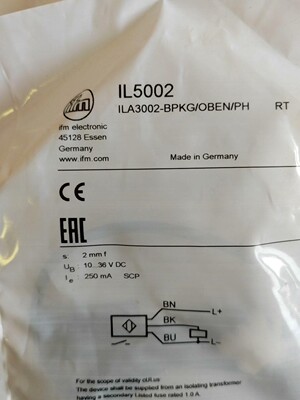 IL5002
ILA3002-BPKG/OBEN/PH RT
ifm
ifm electronic
45128 Essen
Germany
www.ifm.com Made in Germany
CE
EAC
s: 2 mm f
UB: 10...36 V DC
Ie: 250 mA SCP
BN
L+
BK
BU
L-
For the scope of validity cULus:
The device shall be supplied from an isolating transformer
having a secondary Listed fuse rated